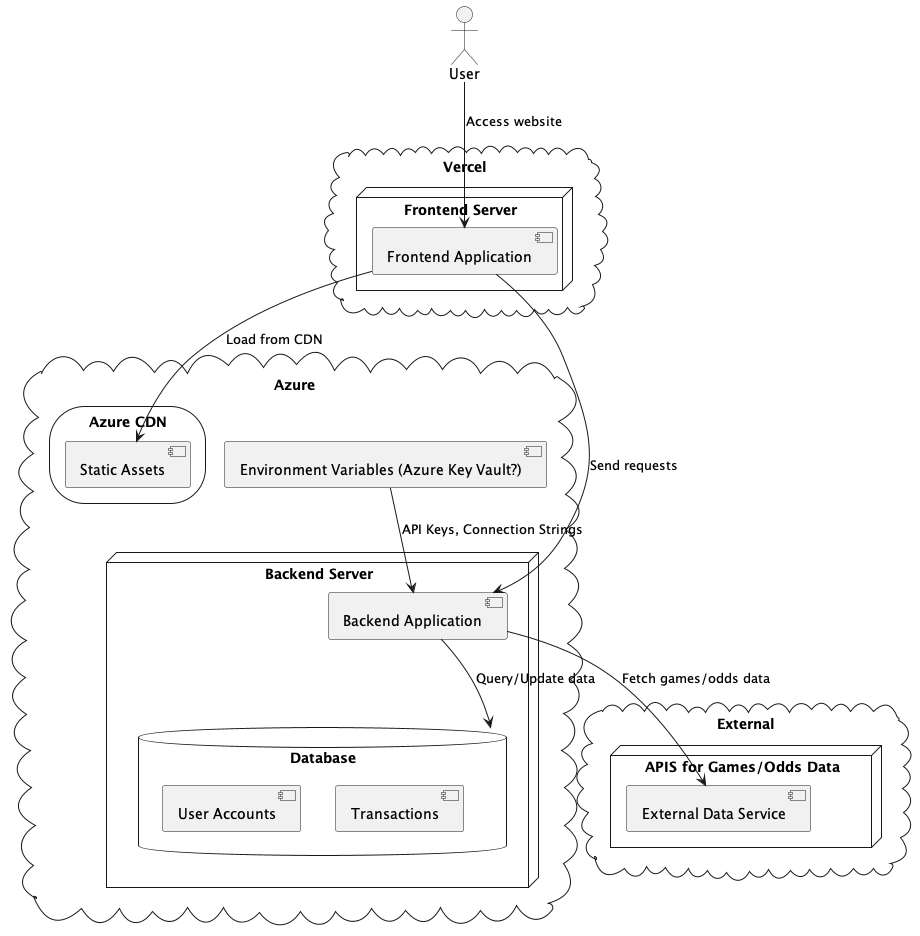 User
Access website
Vercel
Frontend Server
Frontend Application
Load from CDN
Azure
Azure CDN
Static Assets
Environment Variables (Azure Key Vault?)
Send requests
API Keys, Connection Strings
Backend Server
Backend Application
Query/Update data
Fetch games/odds data
External
APIS for Games/Odds Data
External Data Service
Database
User Accounts
Transactions